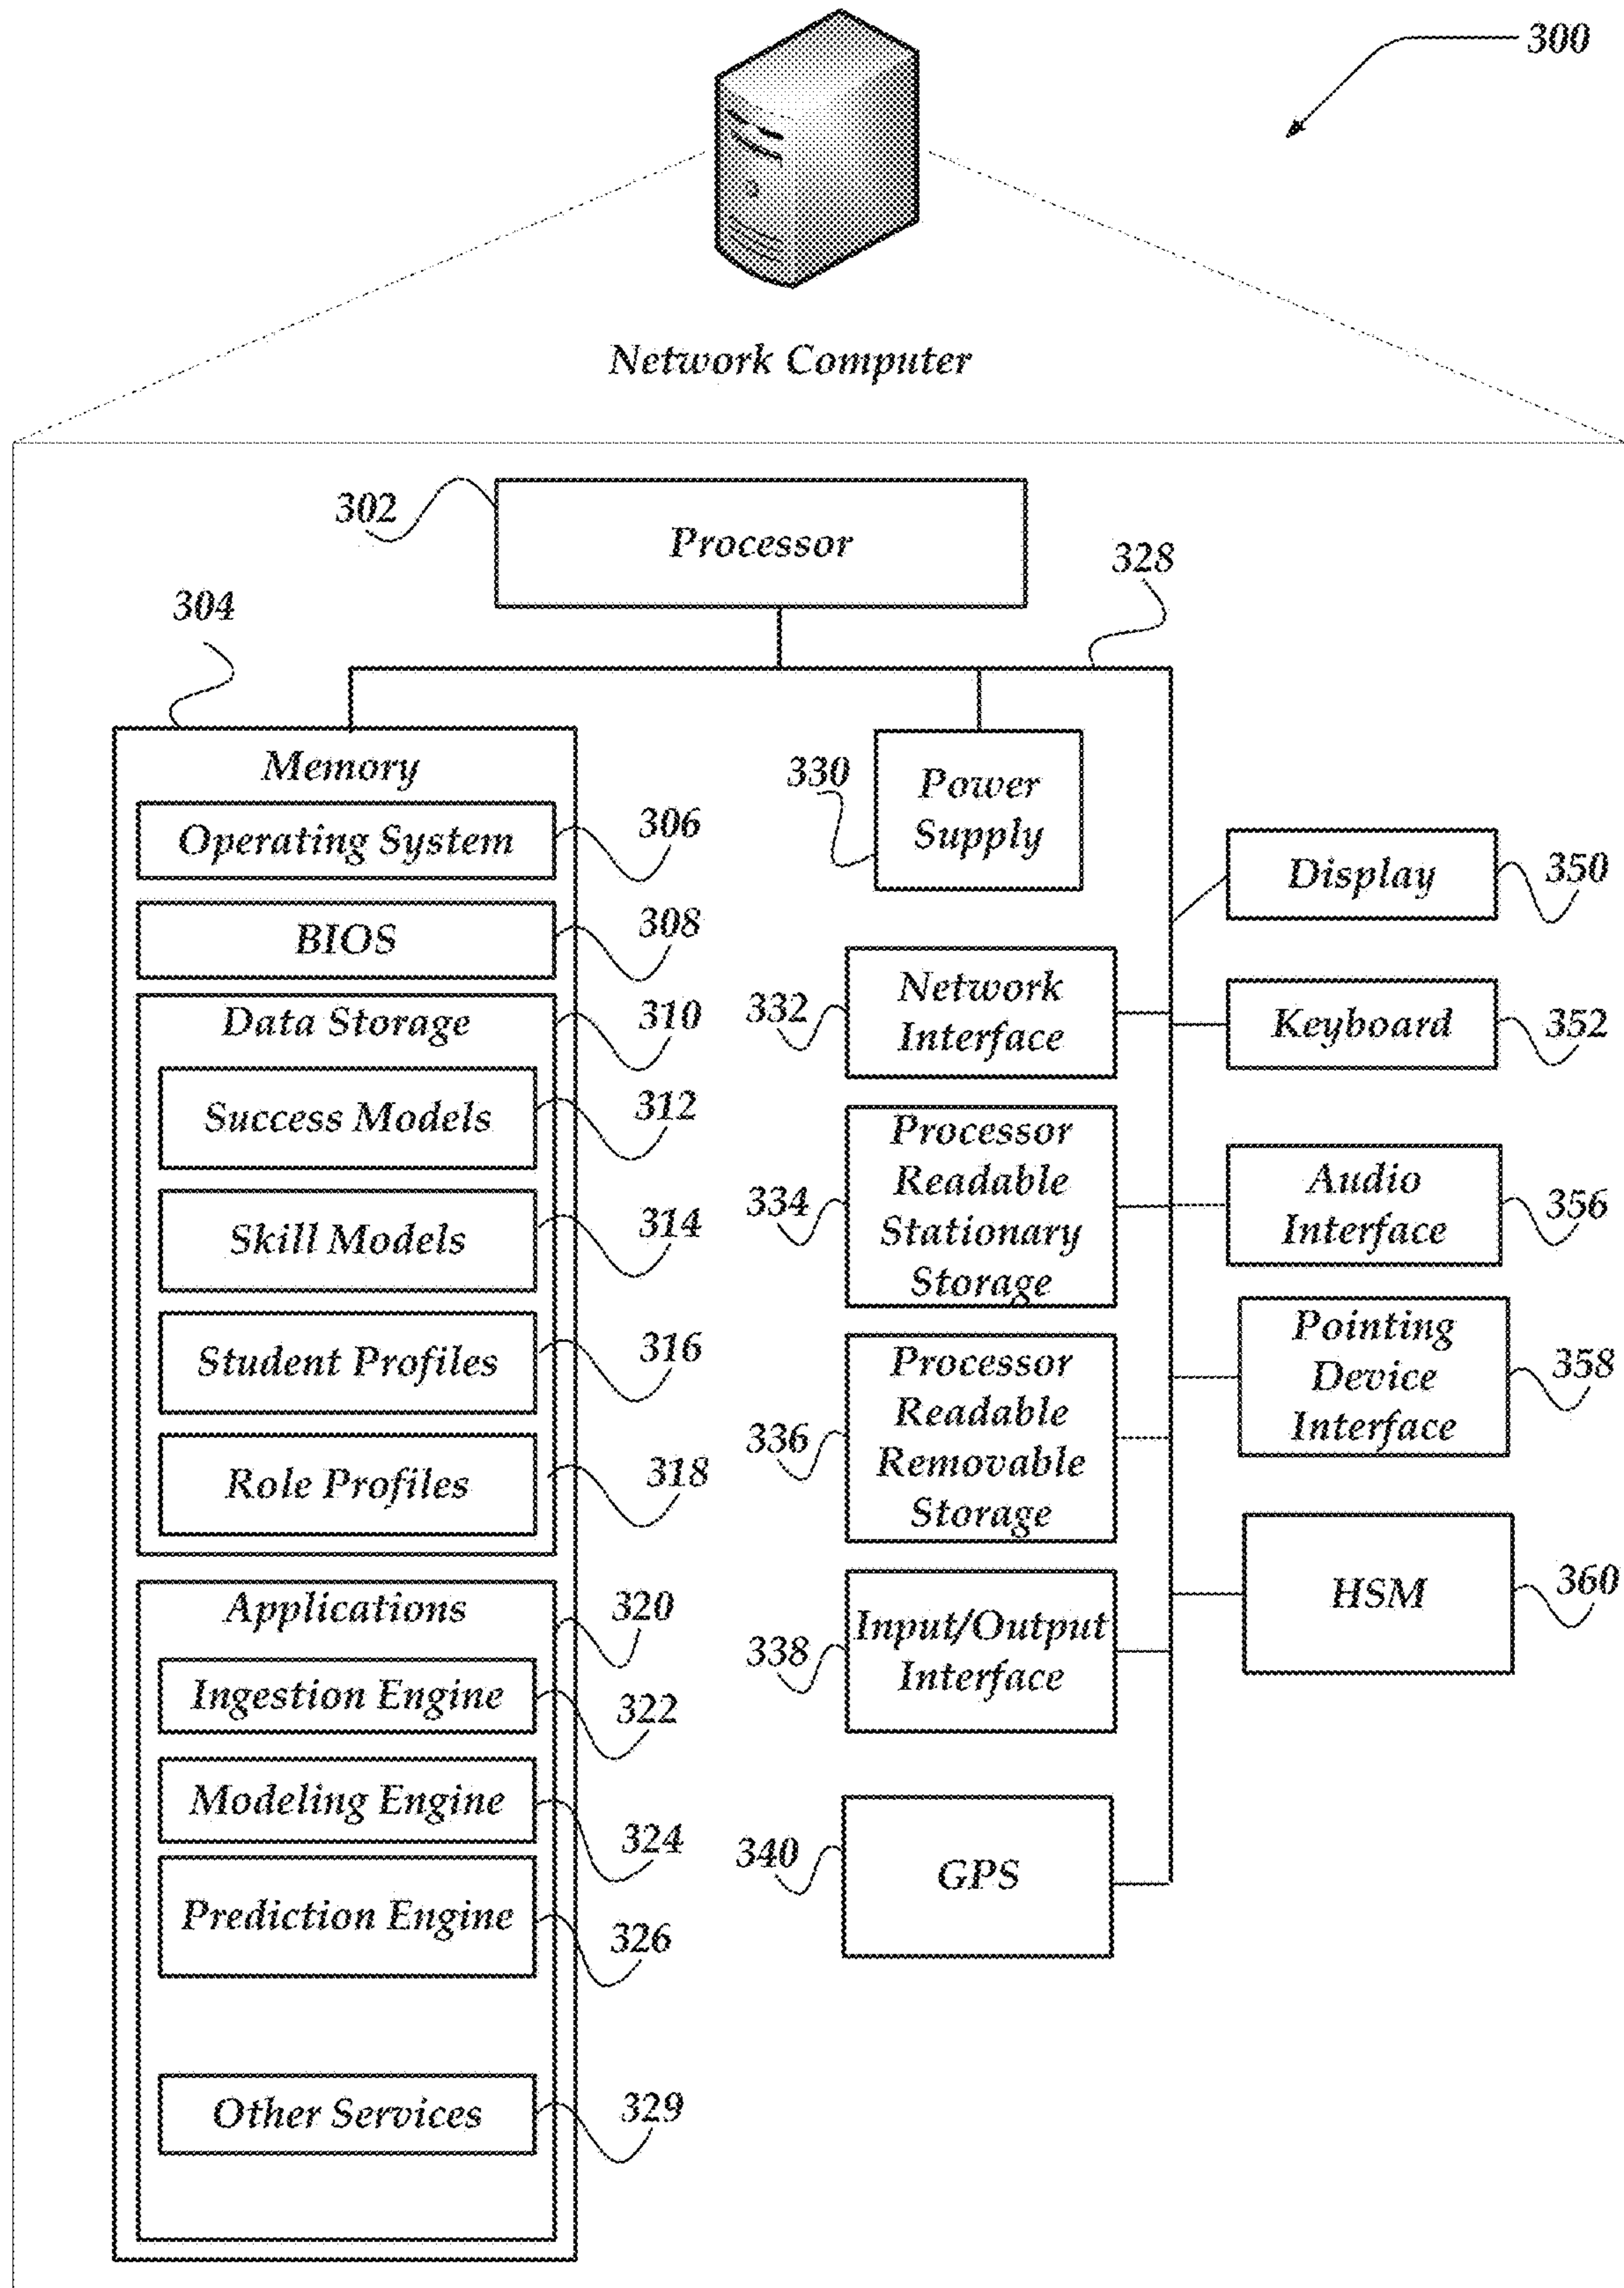 300
Network Computer
302
Processor
328
304
Memory
Operating System
306
BIOS
308
Data Storage
310
Success Models
312
Skill Models
314
Student Profiles
316
Role Profiles
318
Applications
320
Ingestion Engine
322
Modeling Engine
324
Prediction Engine
326
Other Services
329
330
Power
Supply
332
Network
Interface
334
Processor
Readable
Stationary
Storage
336
Processor
Readable
Removable
Storage
338
Input/Output
Interface
340
GPS
Display
350
Keyboard
352
Audio
Interface
356
Pointing
Device
Interface
358
HSM
360